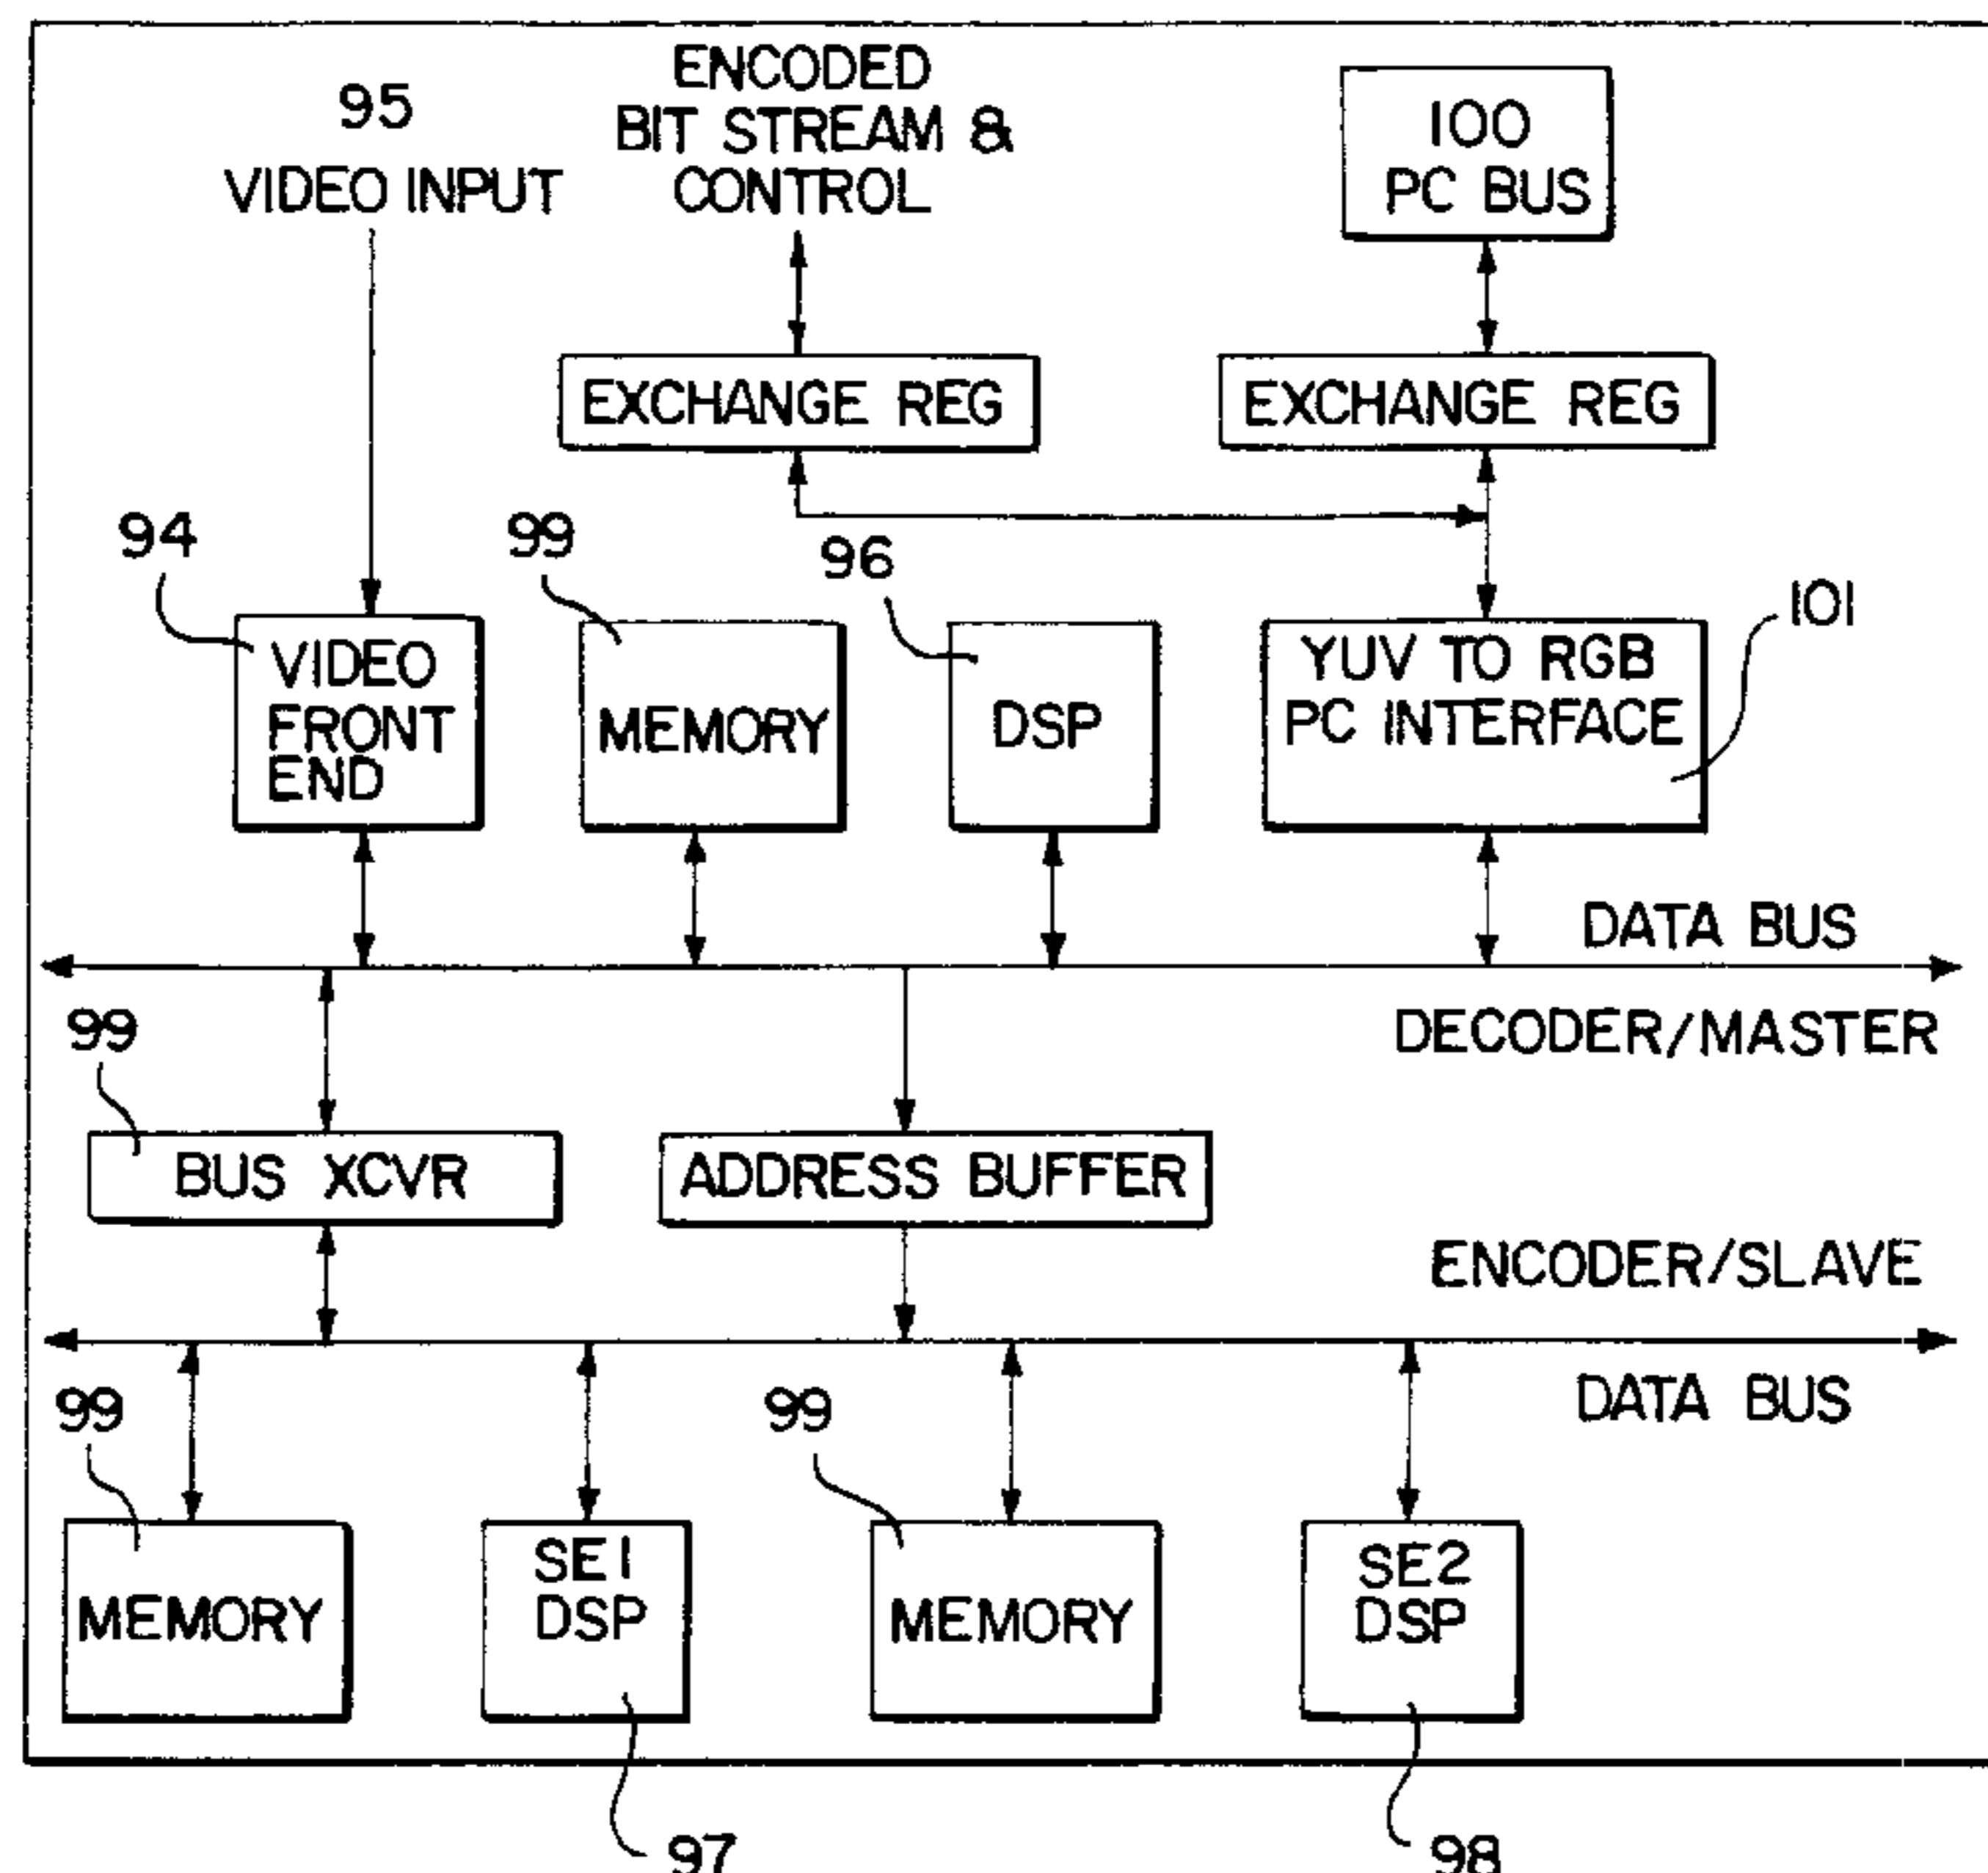 95
VIDEO INPUT
ENCODED
BIT STREAM &
CONTROL
100
PC BUS
EXCHANGE REG
EXCHANGE REG
94
99
96
101
VIDEO
FRONT
END
MEMORY
DSP
YUV TO RGB
PC INTERFACE
DATA BUS
DECODER/MASTER
99
BUS XCVR
ADDRESS BUFFER
ENCODER/SLAVE
DATA BUS
99
99
MEMORY
SE1
DSP
MEMORY
SE2
DSP
97
98